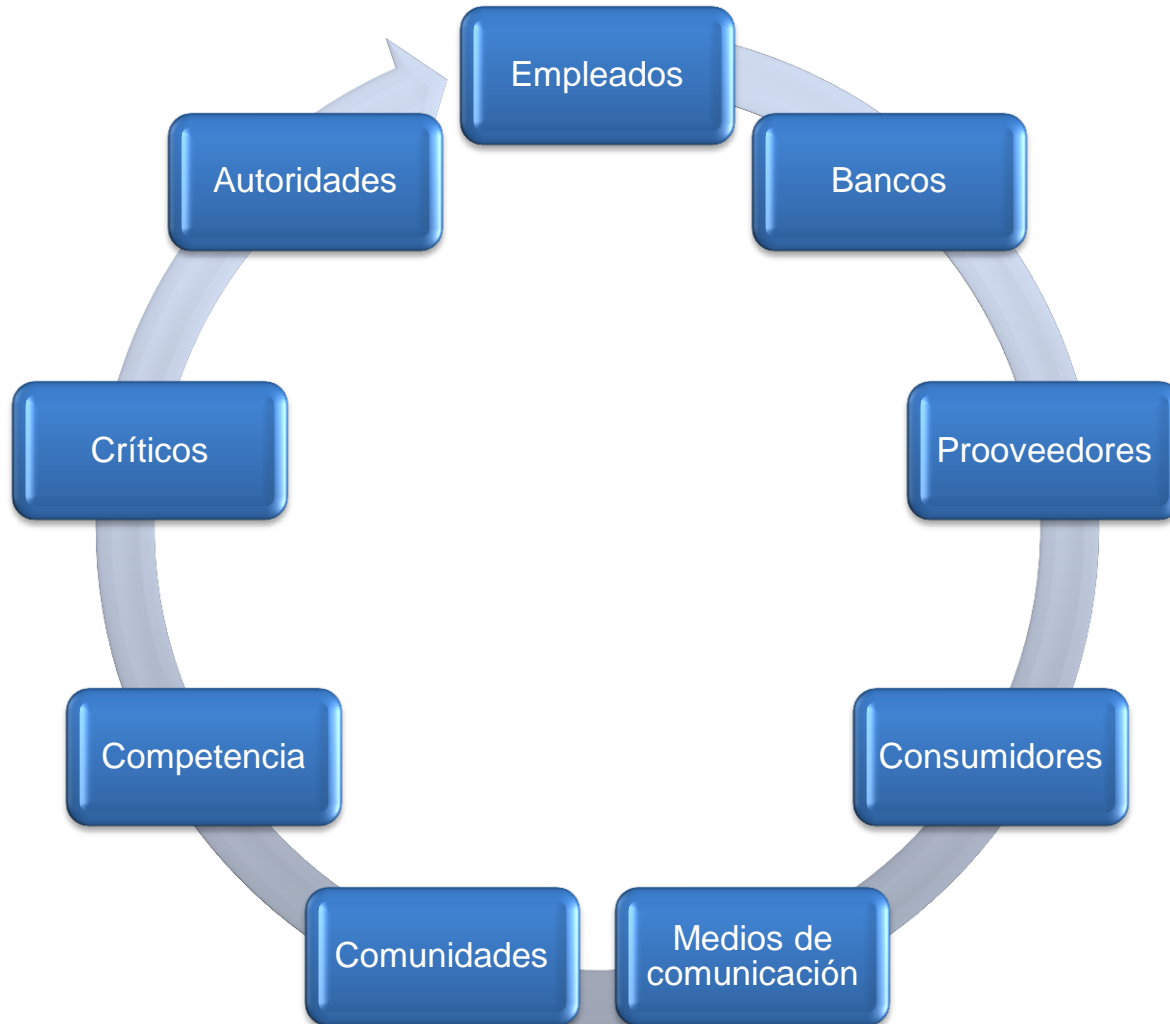 Empleados
Bancos
Prooveedores
Consumidores
Medios de
comunicación
Comunidades
Competencia
Críticos
Autoridades